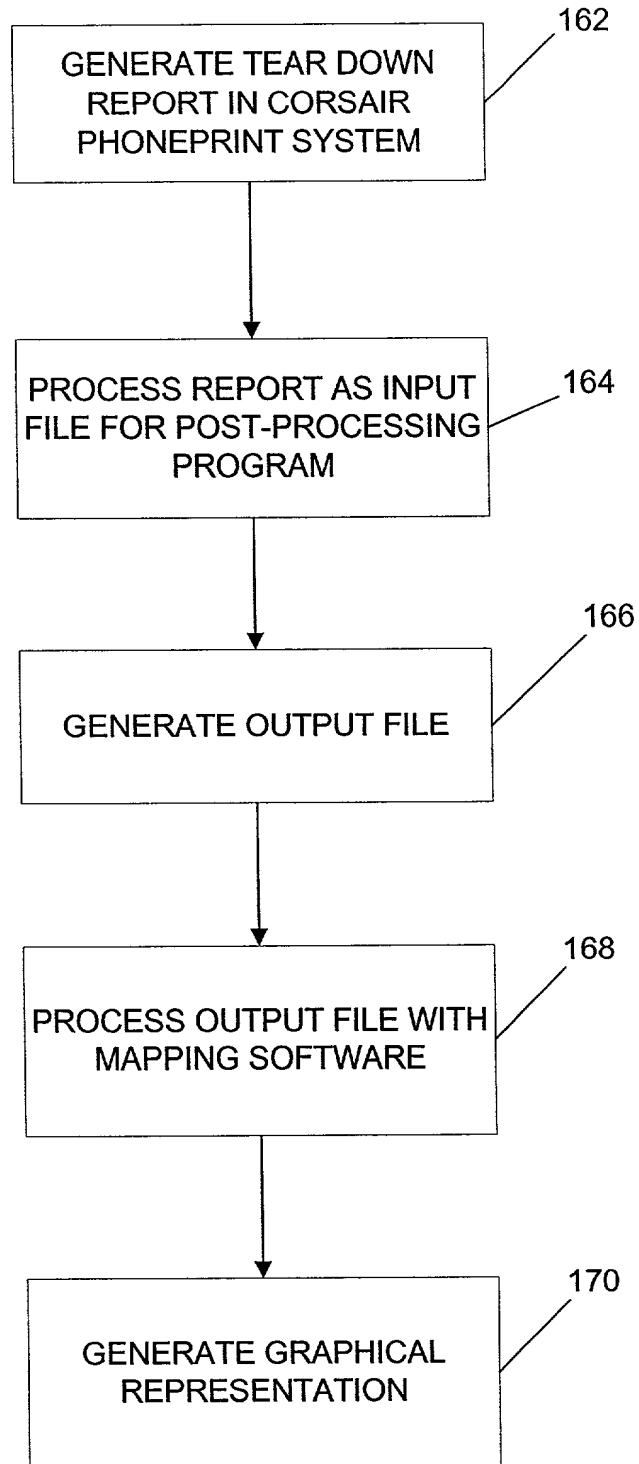 162
GENERATE TEAR DOWN
REPORT IN CORSAIR
PHONEPRINT SYSTEM
164
PROCESS REPORT AS INPUT
FILE FOR POST-PROCESSING
PROGRAM
166
GENERATE OUTPUT FILE
168
PROCESS OUTPUT FILE WITH
MAPPING SOFTWARE
170
GENERATE GRAPHICAL
REPRESENTATION